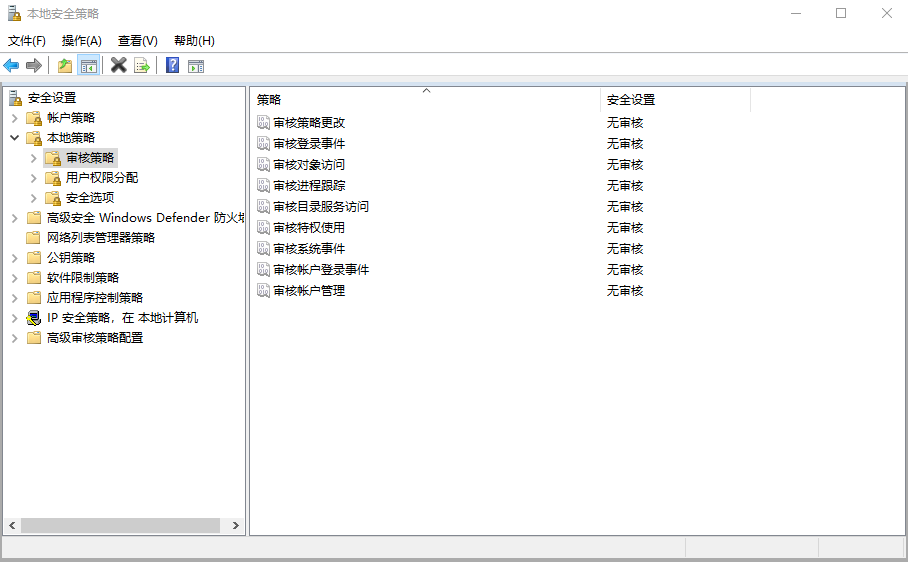 本地安全策略
文件(F) 操作(A) 查看(V) 帮助(H)
安全设置
帐户策略
本地策略
审核策略
用户权限分配
安全选项
高级安全 Windows Defender 防火
网络列表管理器策略
公钥策略
软件限制策略
应用程序控制策略
IP 安全策略，在 本地计算机
高级审核策略配置
策略 安全设置
审核策略更改 无审核
审核登录事件 无审核
审核对象访问 无审核
审核进程跟踪 无审核
审核目录服务访问 无审核
审核特权使用 无审核
审核系统事件 无审核
审核帐户登录事件 无审核
审核帐户管理 无审核